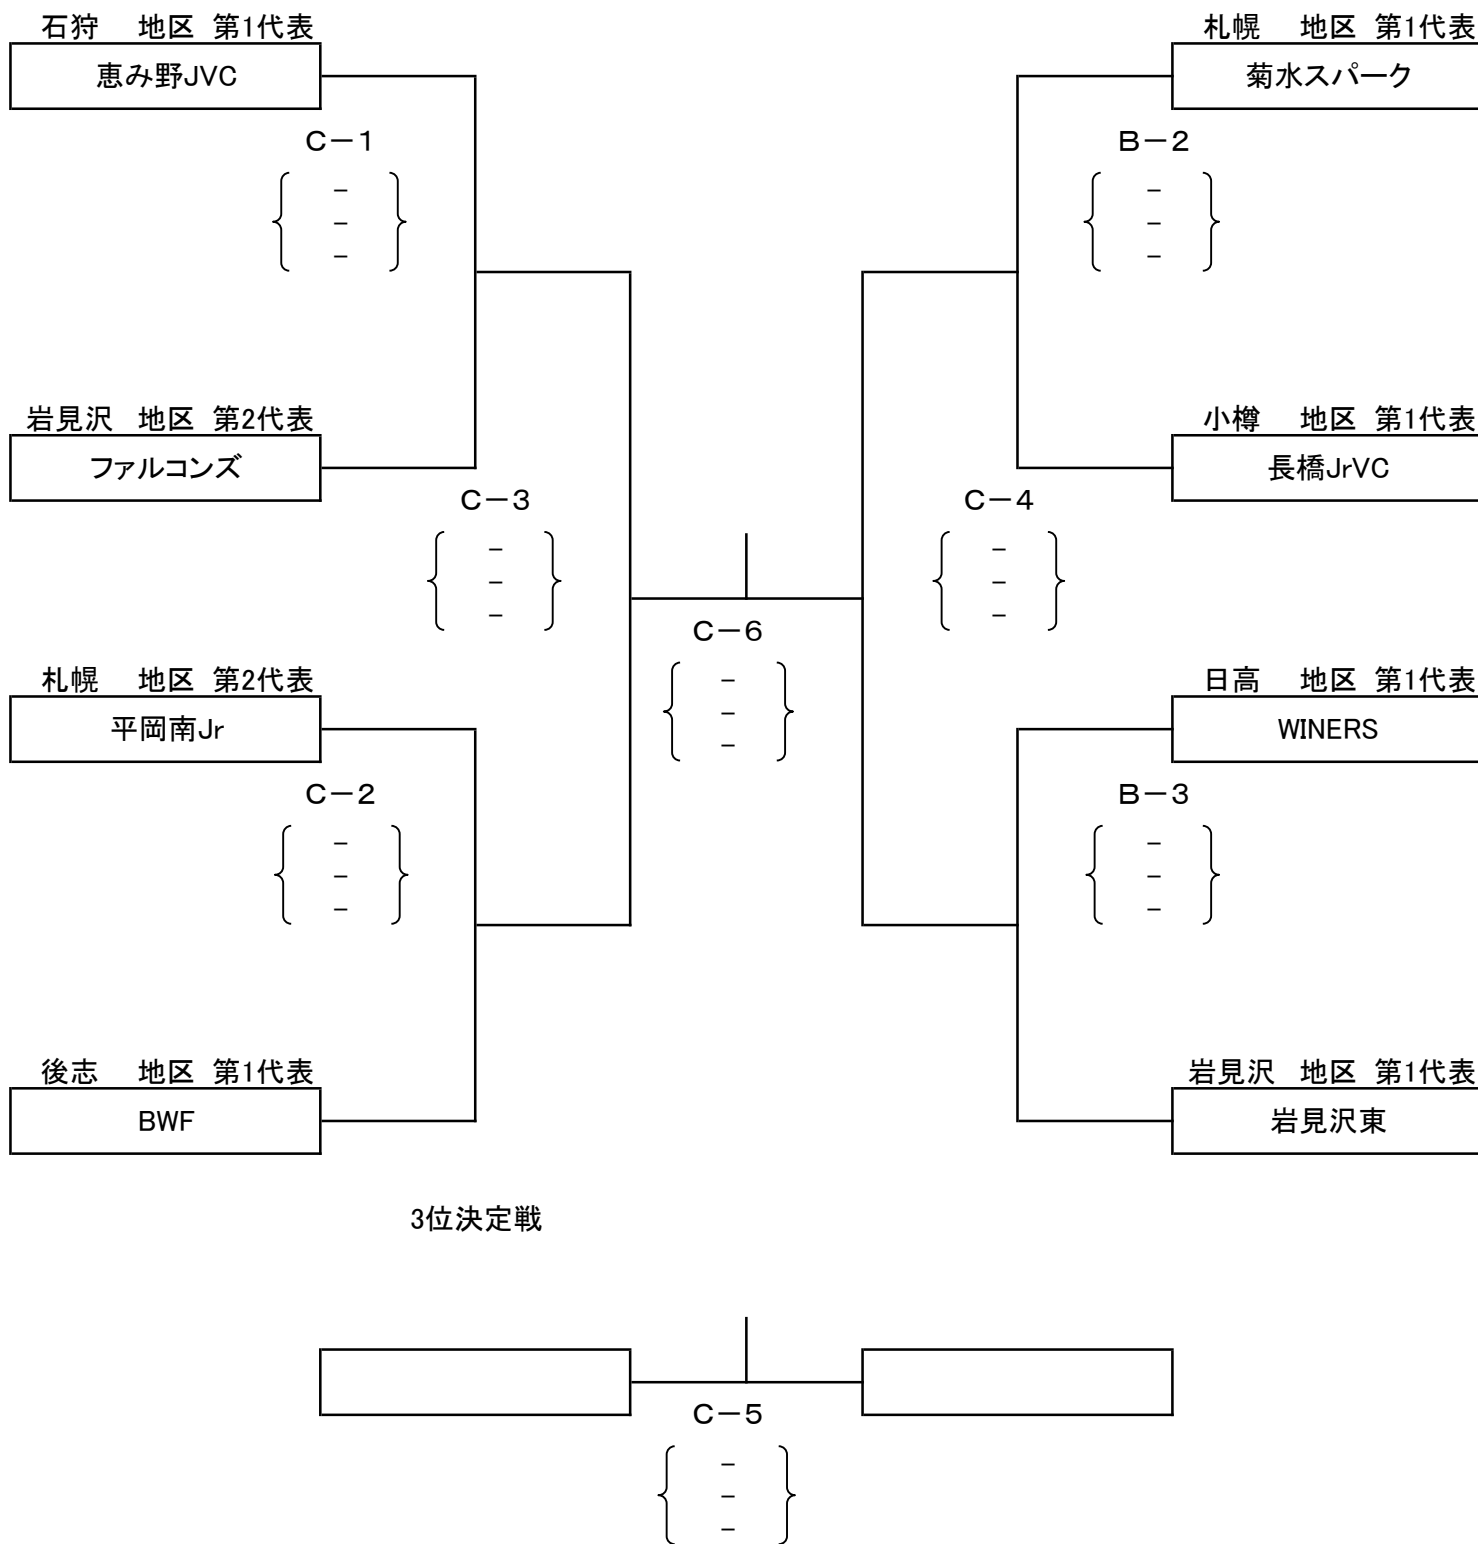 石狩 地区 第1代表 札幌 地区 第1代表
恵み野JVC 菊水スパーク
C－1 B－2
－ －
－ －
－ －
岩見沢 地区 第2代表 小樽 地区 第1代表
ファルコンズ 長橋JrVC
C－3 C－4
－ －
－ －
－ －
C－6
札幌 地区 第2代表 － 日高 地区 第1代表
平岡南Jr － WINERS
－
C－2 B－3
－ －
－ －
－ －
後志 地区 第1代表 岩見沢 地区 第1代表
BWF 岩見沢東
3位決定戦
C－5
－
－
－